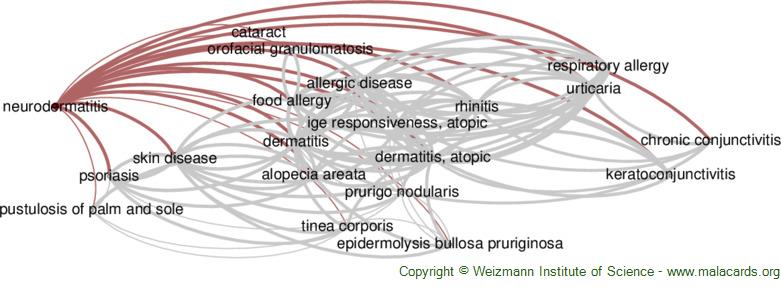 cataract
orofacial granulomatosis
respiratory allergy
allergic disease
urticaria
food allergy
rhinitis
neurodermatitis
ige responsiveness, atopic
dermatitis
chronic conjunctivitis
skin disease
dermatitis, atopic
psoriasis
alopecia areata
keratoconjunctivitis
prurigo nodularis
pustulosis of palm and sole
tinea corporis
epidermolysis bullosa pruriginosa
Copyright © Weizmann Institute of Science - www.malacards.org